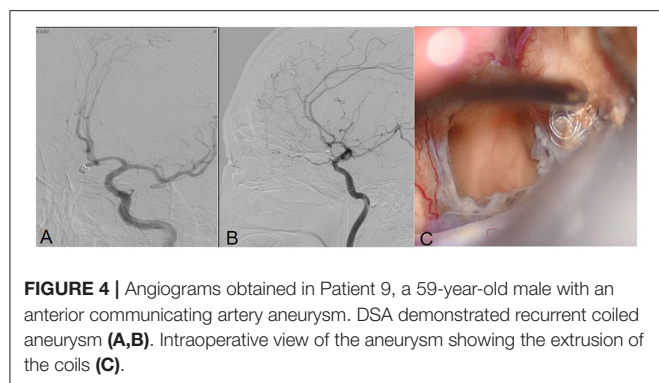 A
B
C
FIGURE 4 | Angiograms obtained in Patient 9, a 59-year-old male with an
anterior communicating artery aneurysm. DSA demonstrated recurrent coiled
aneurysm (A,B). Intraoperative view of the aneurysm showing the extrusion of
the coils (C).